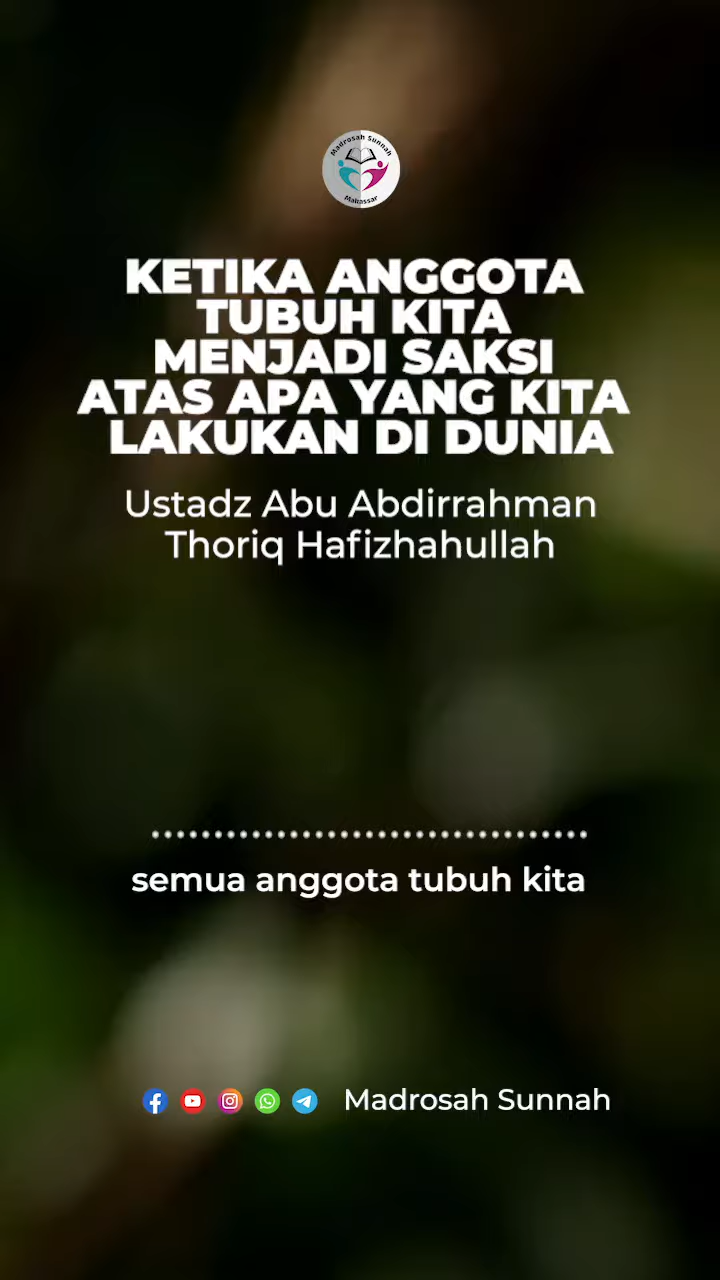 Madrosah Sunnah
Makassar
KETIKA ANGGOTA
TUBUH KITA
MENJADI SAKSI
ATAS APA YANG KITA
LAKUKAN DI DUNIA
Ustadz Abu Abdirrahman
Thoriq Hafizhahullah
semua anggota tubuh kita
Madrosah Sunnah